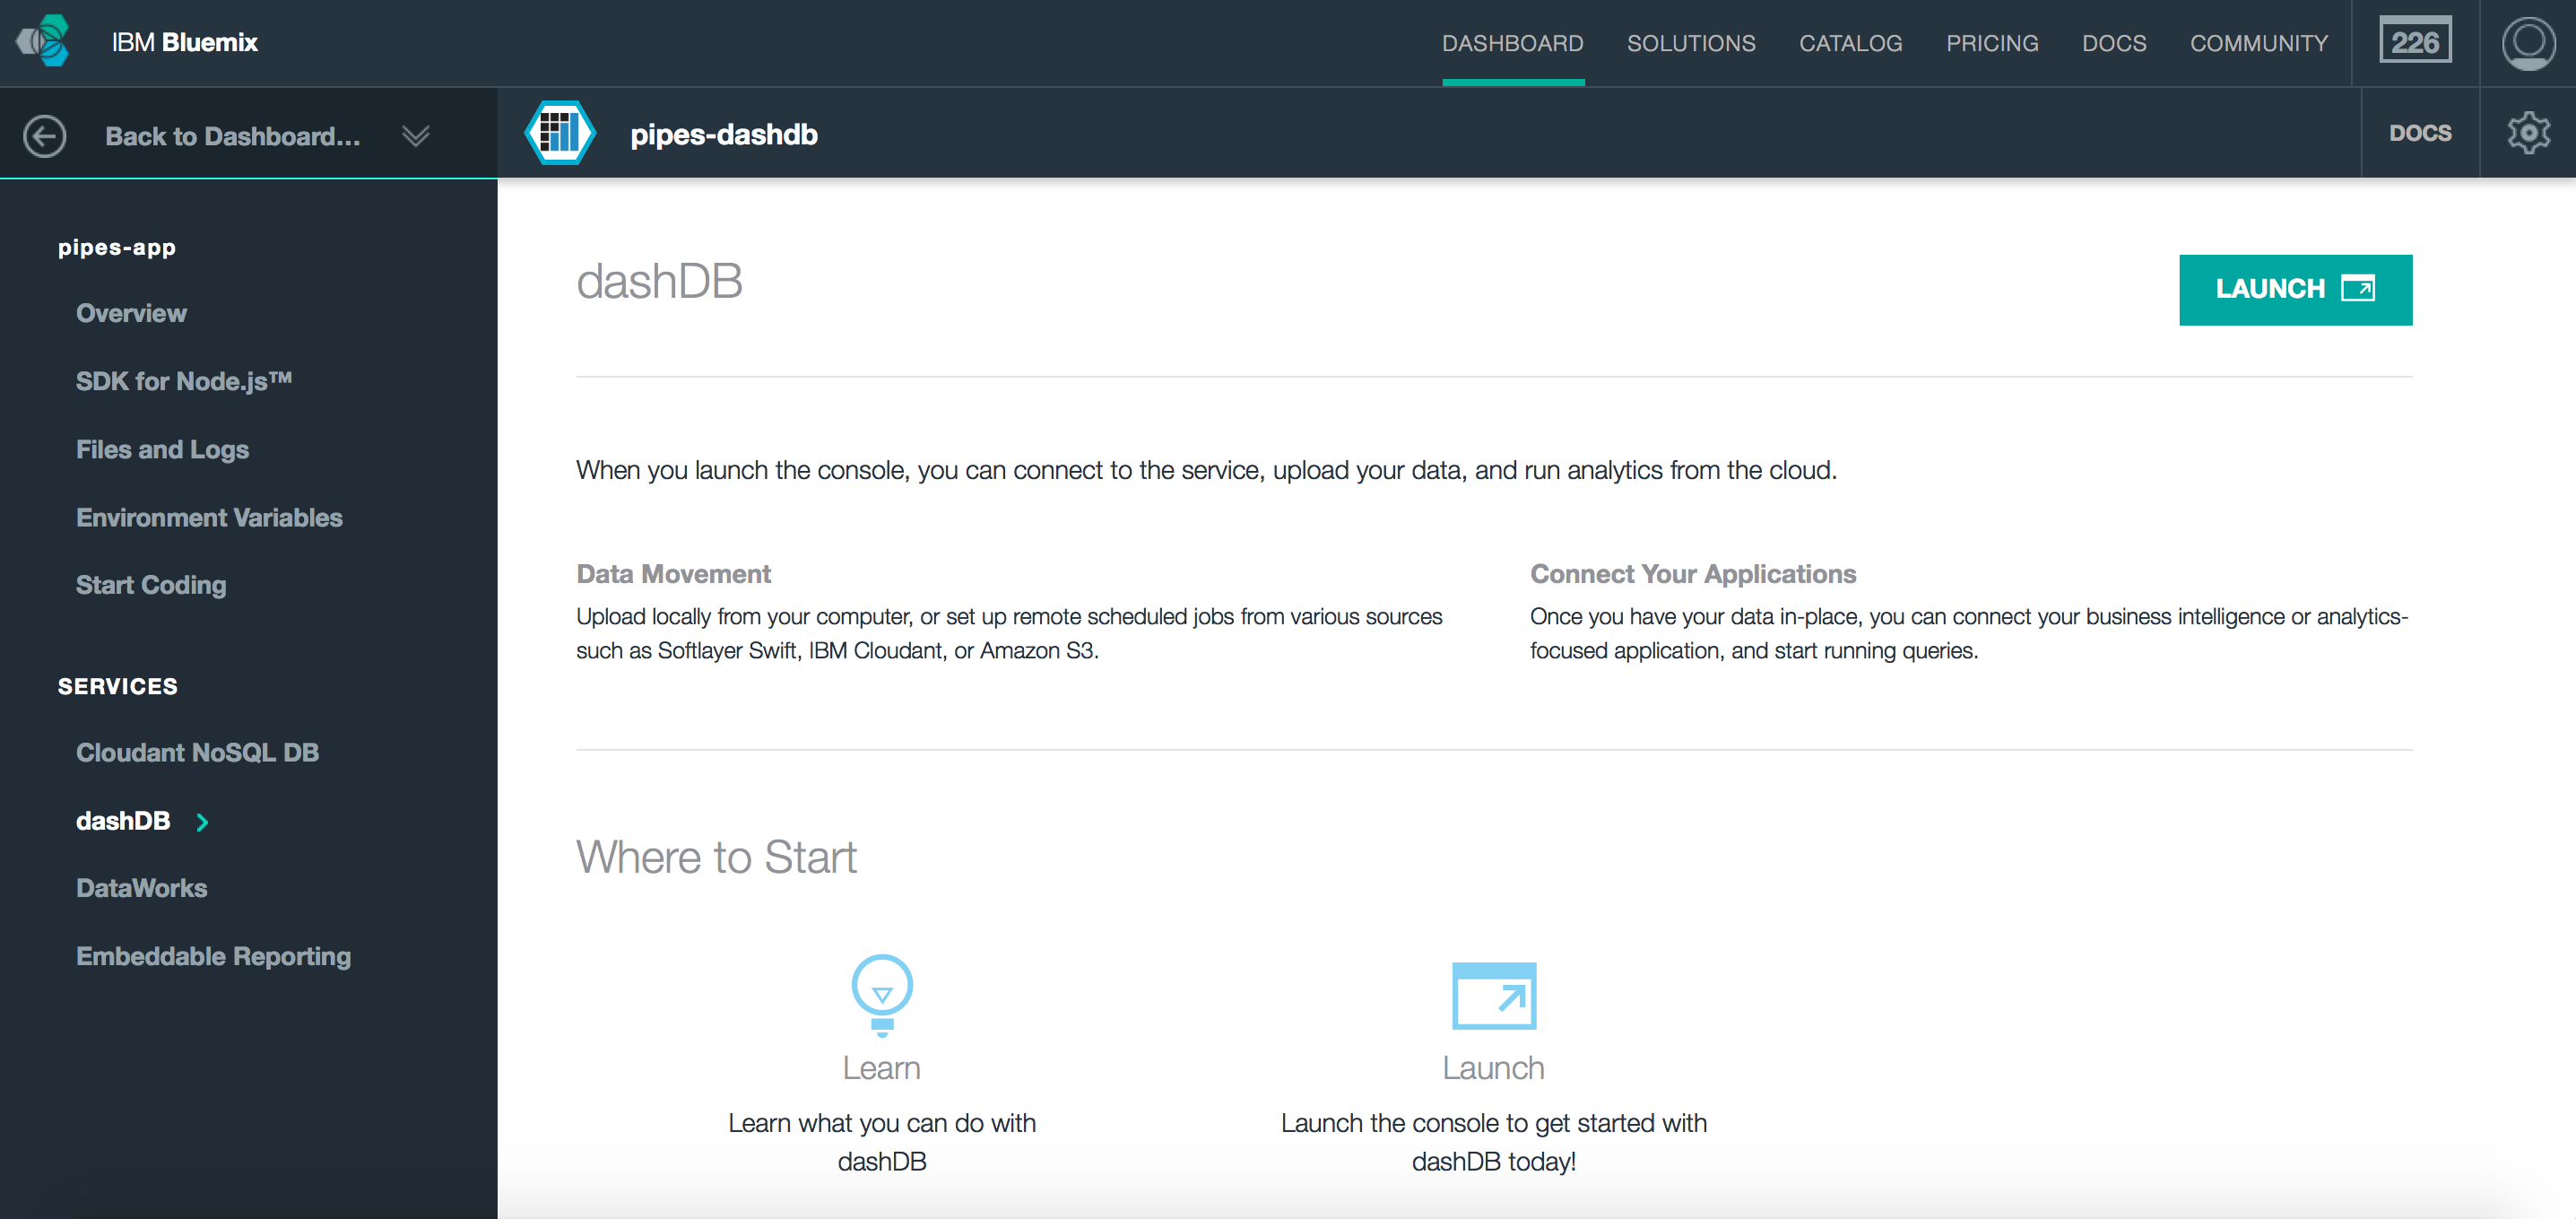 IBM Bluemix
DASHBOARD
SOLUTIONS
CATALOG
PRICING
DOCS
COMMUNITY
226
Back to Dashboard...
pipes-dashdb
DOCS
pipes-app
Overview
SDK for Node.js™
Files and Logs
Environment Variables
Start Coding
SERVICES
Cloudant NoSQL DB
dashDB
DataWorks
Embeddable Reporting
dashDB
LAUNCH
When you launch the console, you can connect to the service, upload your data, and run analytics from the cloud.
Data Movement
Upload locally from your computer, or set up remote scheduled jobs from various sources
such as Softlayer Swift, IBM Cloudant, or Amazon S3.
Connect Your Applications
Once you have your data in-place, you can connect your business intelligence or analytics-
focused application, and start running queries.
Where to Start
Learn
Learn what you can do with
dashDB
Launch
Launch the console to get started with
dashDB today!